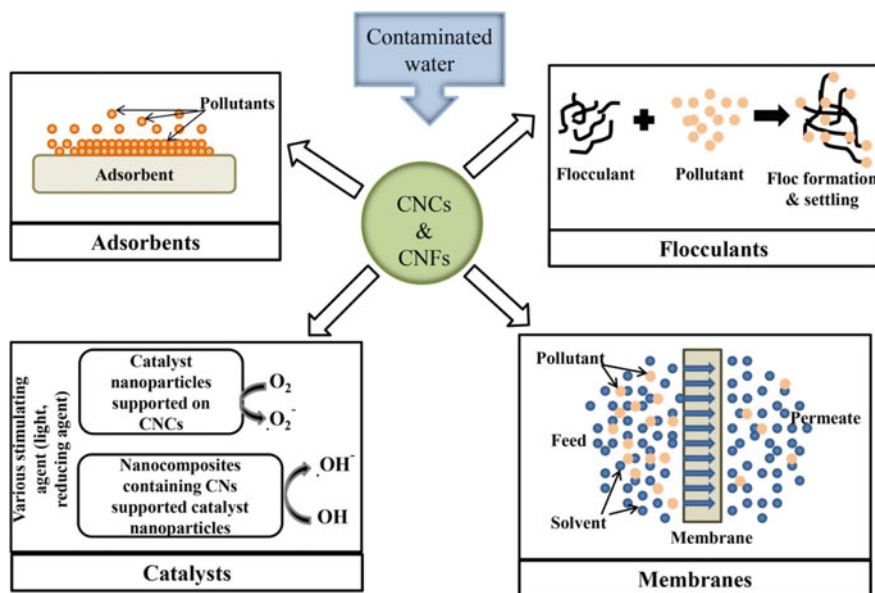 Contaminated
water
Pollutants
Adsorbent
Adsorbents
Flocculant
Pollutant
Floc formation
& settling
Flocculants
CNCs
&
CNFs
Various stimulating
agent (light,
reducing agent)
Catalyst
nanoparticles
supported on
CNCs
O₂
.O₂⁻
Nanocomposites
containing CNs
supported catalyst
nanoparticles
.OH⁻
OH
Catalysts
Pollutant
Feed
Solvent
Permeate
Membrane
Membranes